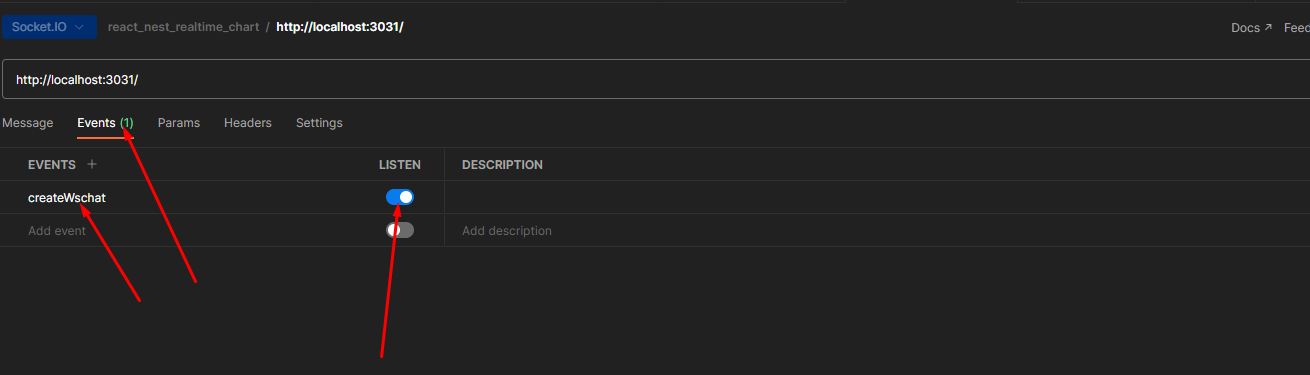 Socket.IO react_nest_realtime_chart / http://localhost:3031/ Docs ↗ Feed
http://localhost:3031/
Message Events (1) Params Headers Settings
EVENTS + LISTEN DESCRIPTION
createWschat
Add event Add description